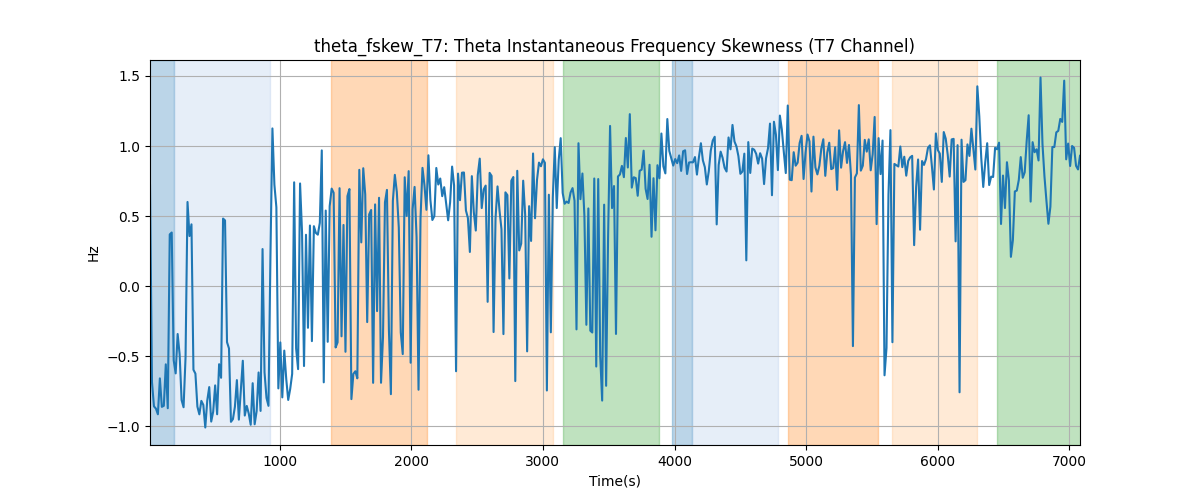 theta_fskew_T7: Theta Instantaneous Frequency Skewness (T7 Channel)
1.5
1.0
0.5
0.0
−0.5
−1.0
Hz
1000 2000 3000 4000 5000 6000 7000
Time(s)